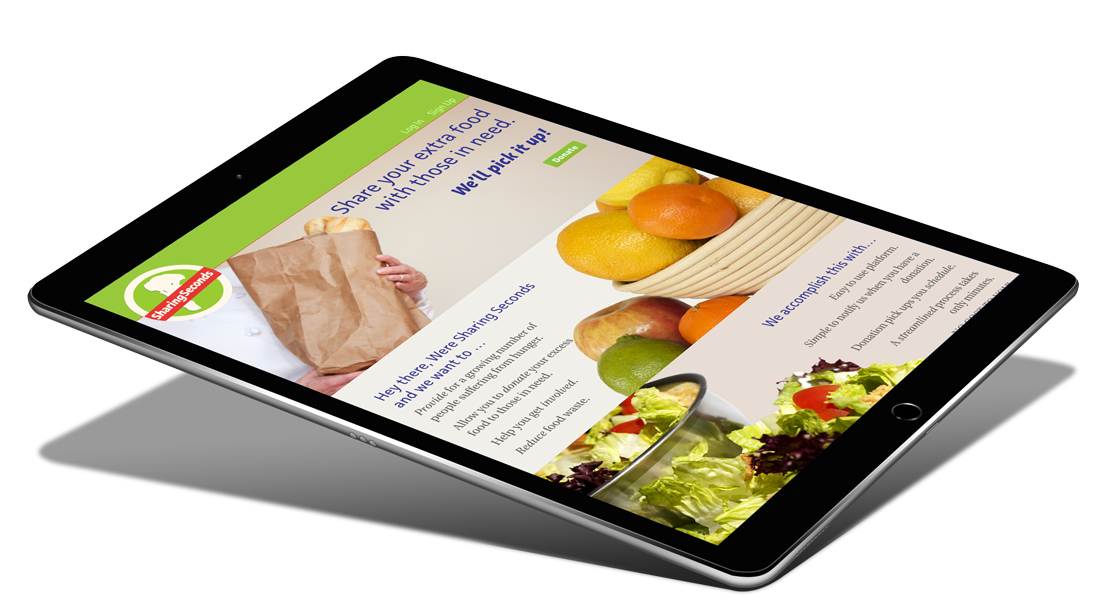 Log In Sign Up
SharingSeconds
Share your extra food
with those in need.
We'll pick it up!
Donate
Hey there, Were Sharing Seconds
and we want to ...
Provide for a growing number of
people suffering from hunger.
Allow you to donate your excess
food to those in need.
Help you get involved.
Reduce food waste.
We accomplish this with...
Easy to use platform.
Simple to notify us where you have a
donation.
Donation pick ups you schedule.
A streamlined process takes
only minutes.